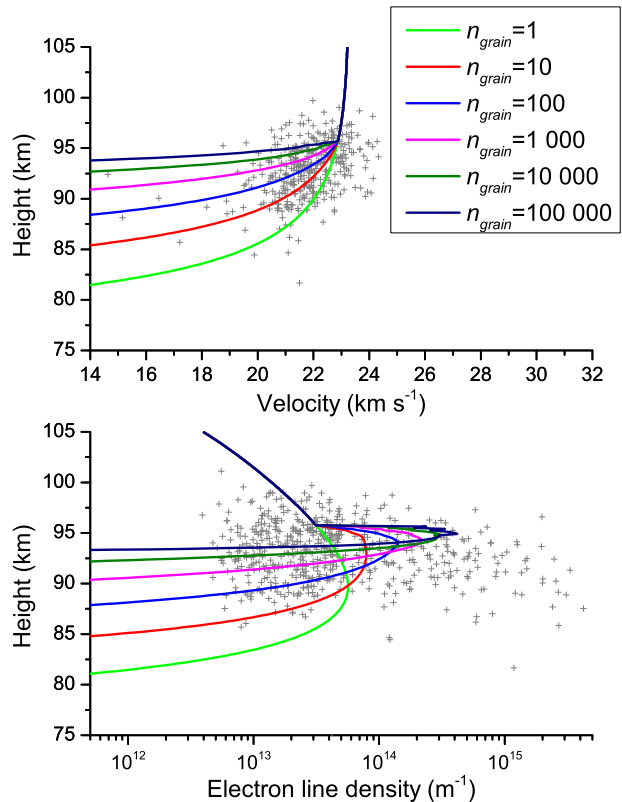 105
100
95
90
85
80
75
Height (km)
14 16 18 20 22 24 26 28 30 32
Velocity (km s⁻¹)
n_grain=1
n_grain=10
n_grain=100
n_grain=1 000
n_grain=10 000
n_grain=100 000
105
100
95
90
85
80
75
Height (km)
10¹² 10¹³ 10¹⁴ 10¹⁵
Electron line density (m⁻¹)